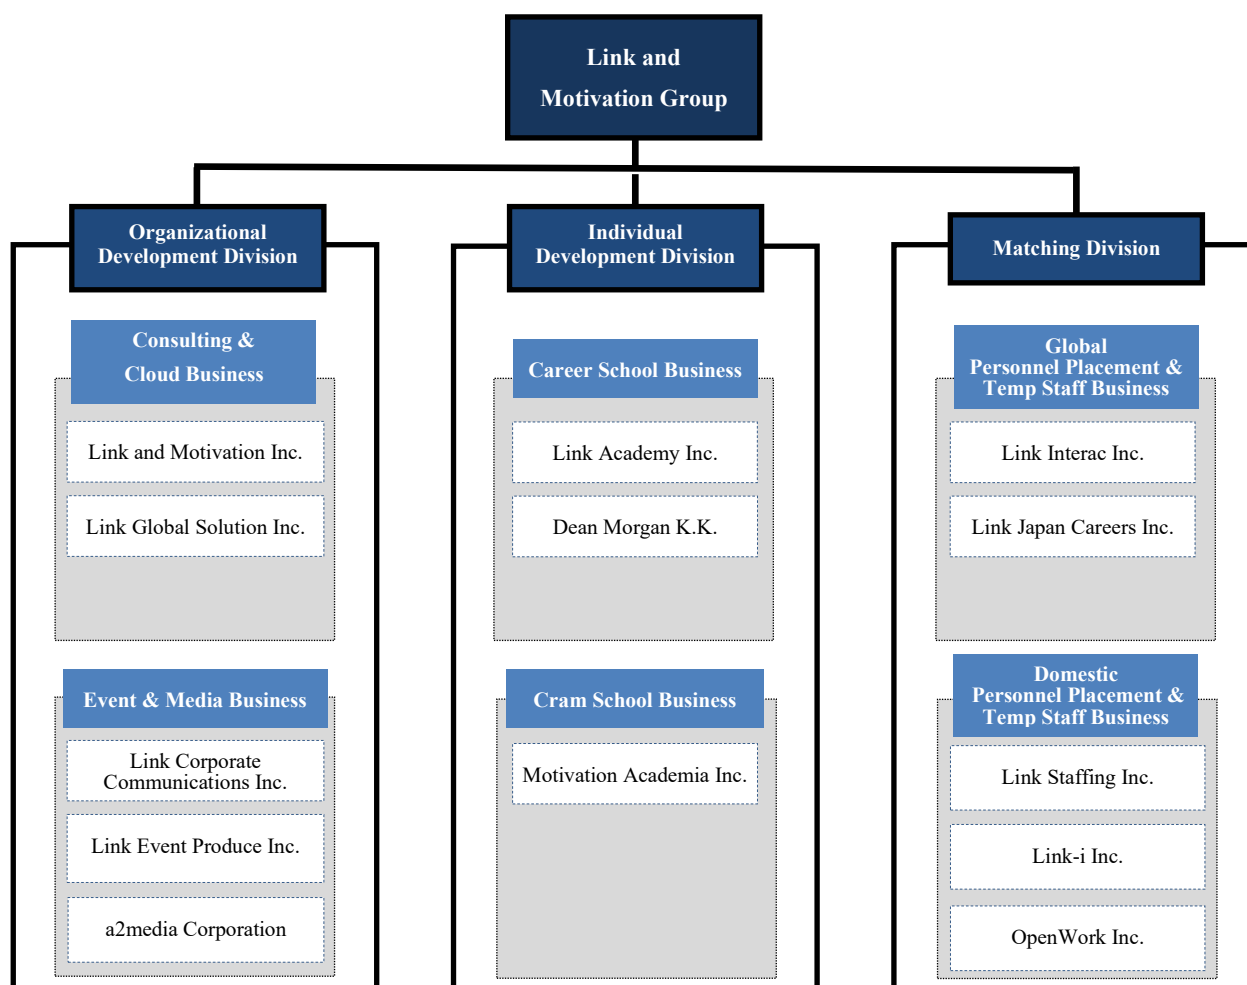 Link and
Motivation Group
Organizational
Development Division
Individual
Development Division
Matching Division
Consulting &
Cloud Business
Link and Motivation Inc.
Link Global Solution Inc.
Event & Media Business
Link Corporate
Communications Inc.
Link Event Produce Inc.
a2media Corporation
Career School Business
Link Academy Inc.
Dean Morgan K.K.
Cram School Business
Motivation Academia Inc.
Global
Personnel Placement &
Temp Staff Business
Link Interac Inc.
Link Japan Careers Inc.
Domestic
Personnel Placement &
Temp Staff Business
Link Staffing Inc.
Link-i Inc.
OpenWork Inc.